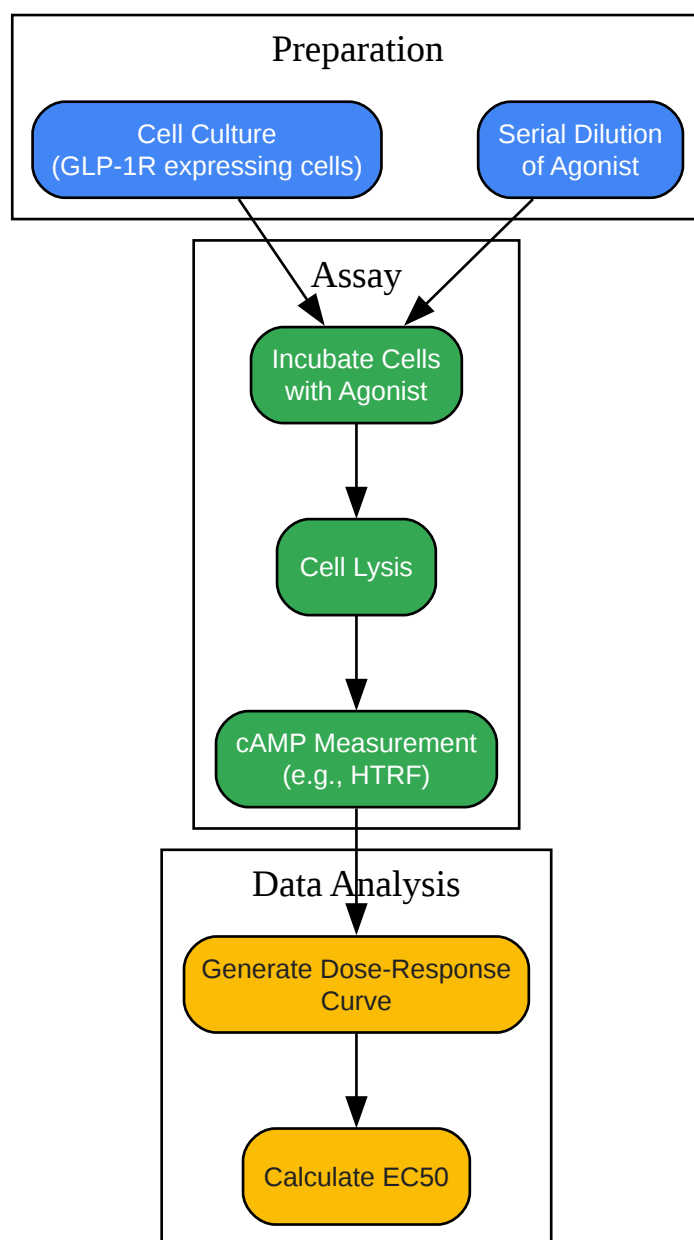 Preparation
Cell Culture
(GLP-1R expressing cells)
Serial Dilution
of Agonist
Assay
Incubate Cells
with Agonist
Cell Lysis
cAMP Measurement
(e.g., HTRF)
Data Analysis
Generate Dose-Response
Curve
Calculate EC50